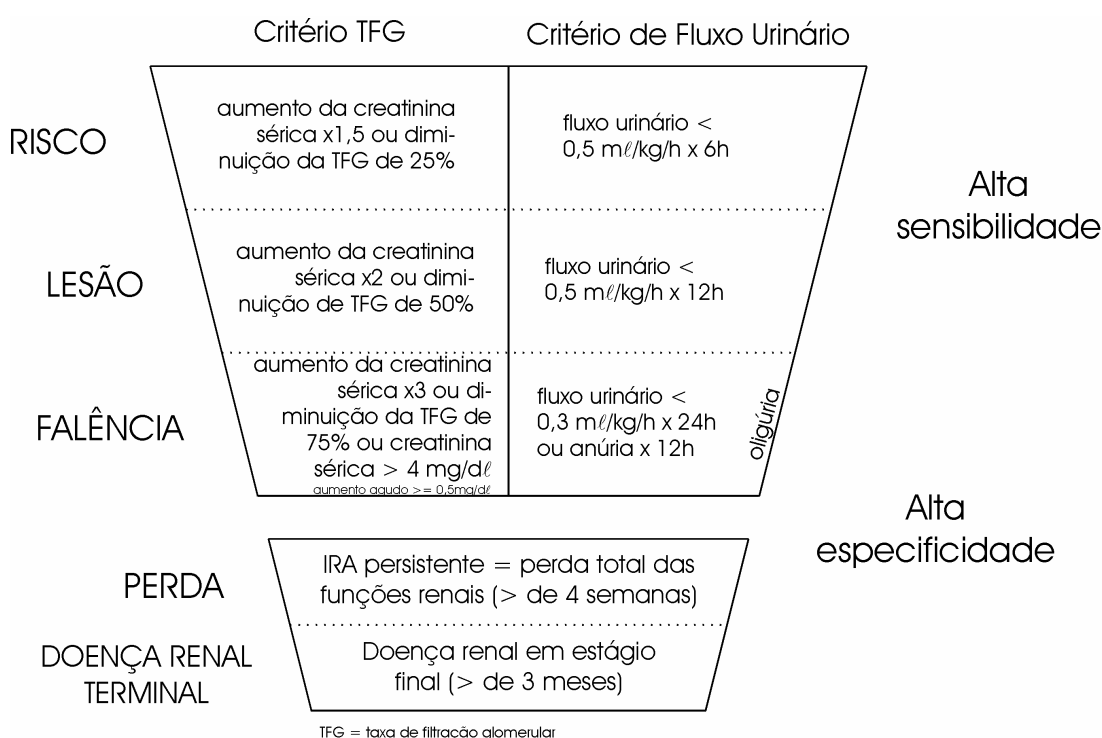 Critério TFG
Critério de Fluxo Urinário
RISCO
aumento da creatinina
sérica x1,5 ou dimi-
nuição da TFG de 25%
fluxo urinário <
0,5 mℓ/kg/h x 6h
Alta
sensibilidade
LESÃO
aumento da creatinina
sérica x2 ou dimi-
nuição de TFG de 50%
fluxo urinário <
0,5 mℓ/kg/h x 12h
FALÊNCIA
aumento da creatinina
sérica x3 ou di-
minuição da TFG de
75% ou creatinina
sérica > 4 mg/dℓ
aumento agudo >= 0,5mg/dℓ
fluxo urinário <
0,3 mℓ/kg/h x 24h
ou anúria x 12h
oligúria
Alta
especificidade
PERDA
IRA persistente = perda total das
funções renais (> de 4 semanas)
DOENÇA RENAL
TERMINAL
Doença renal em estágio
final (> de 3 meses)
TFG = taxa de filtração glomerular